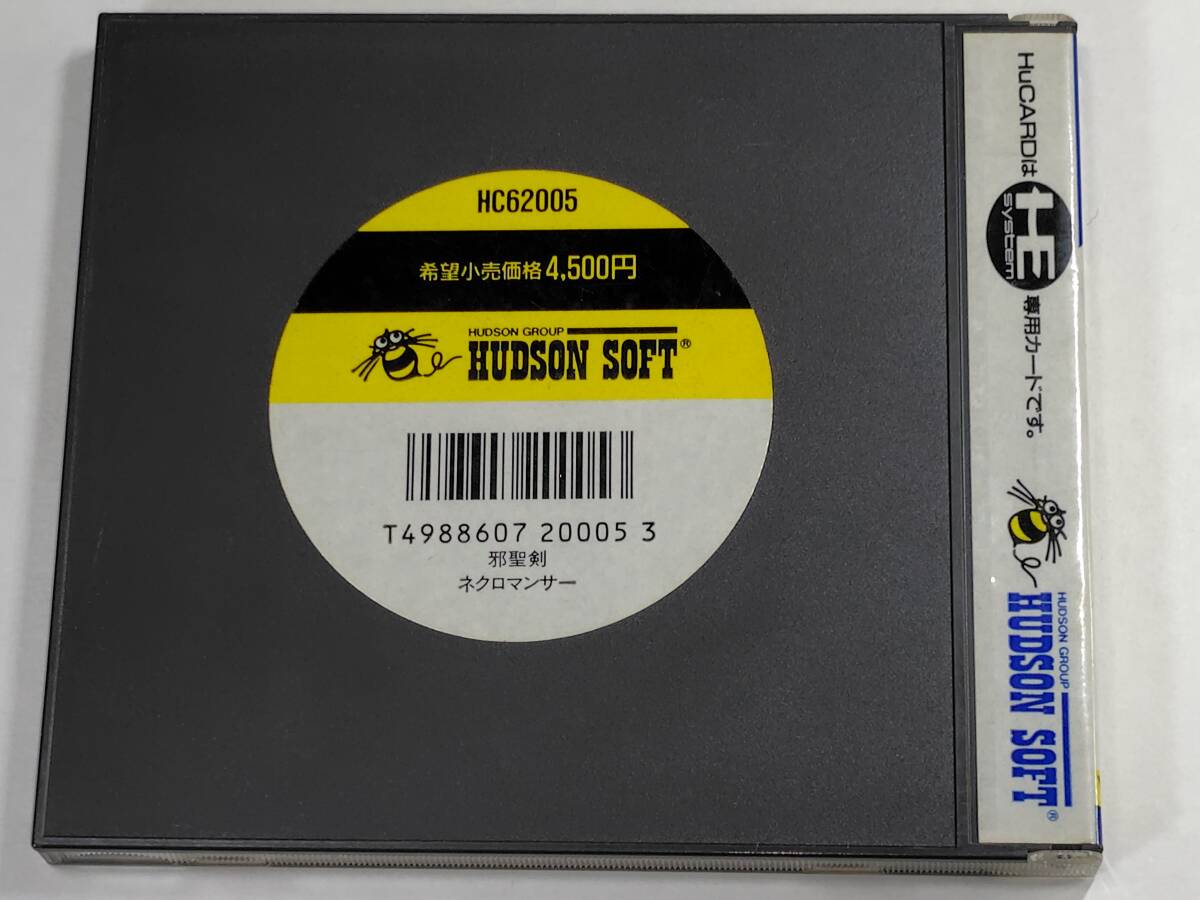 HC62005
希望小売価格4,500円
HUDSON GROUP
HUDSON SOFT®
T4988607 20005 3
邪聖剣
ネクロマンサー
HuCARDは
HE
system
専用カードです。
HUDSON GROUP
HUDSON SOFT®